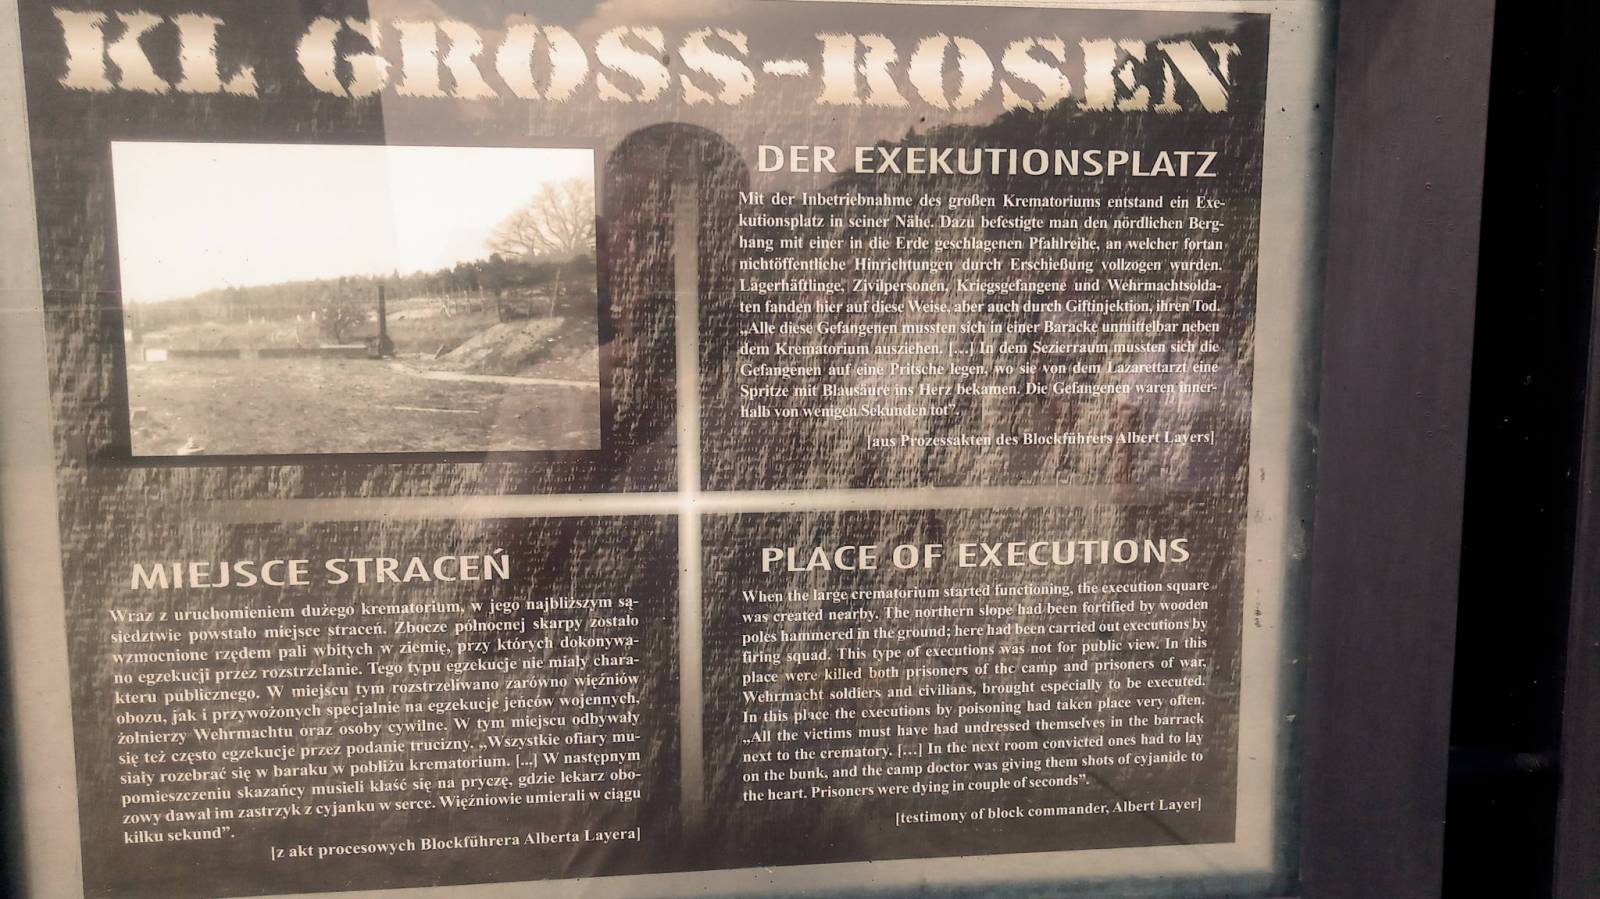 KL GROSS-ROSEN
DER EXEKUTIONSPLATZ
Mit der Inbetriebnahme des großen Krematoriums entstand ein Exe-
kutionsplatz in seiner Nähe. Dazu befestigte man den nördlichen Berg-
hang mit einer in die Erde geschlagenen Pfahlreihe, an welcher fortan
nichtöffentliche Hinrichtungen durch Erschießung vollzogen wurden.
Lagerhäftlinge, Zivilpersonen, Kriegsgefangene und Wehrmachtsolda-
ten fanden hier auf diese Weise, aber auch durch Giftinjektion, ihren Tod.
„Alle diese Gefangenen mussten sich in einer Baracke unmittelbar neben
dem Krematorium ausziehen. [...] In dem Sezierraum mussten sich die
Gefangenen auf eine Pritsche legen, wo sie von dem Lazarettarzt eine
Spritze mit Blausäure ins Herz bekamen. Die Gefangenen waren inner-
halb von wenigen Sekunden tot”.
[aus Prozessakten des Blockführers Albert Layers]
MIEJSCE STRACEŃ
Wraz z uruchomieniem dużego krematorium, w jego najbliższym są-
siedztwie powstało miejsce straceń. Zbocze północnej skarpy zostało
wzmocnione rzędem pali wbitych w ziemię, przy których dokonywa-
no egzekucji przez rozstrzelanie. Tego typu egzekucje nie miały chara-
kteru publicznego. W miejscu tym rozstrzeliwano zarówno więźniów
obozu, jak i przywożonych specjalnie na egzekucje jeńców wojennych,
żołnierzy Wehrmachtu oraz osoby cywilne. W tym miejscu odbywały
się też często egzekucje przez podanie trucizny. „Wszystkie ofiary mu-
siały rozebrać się w baraku w pobliżu krematorium. [...] W następnym
pomieszczeniu skazańcy musieli kłaść się na pryczę, gdzie lekarz obo-
zowy dawał im zastrzyk z cyjanku w serce. Więźniowie umierali w ciągu
kilku sekund”.
[z akt procesowych Blockführera Alberta Layera]
PLACE OF EXECUTIONS
When the large crematorium started functioning, the execution square
was created nearby. The northern slope had been fortified by wooden
poles hammered in the ground; here had been carried out executions by
firing squad. This type of executions was not for public view. In this
place were killed both prisoners of the camp and prisoners of war,
Wehrmacht soldiers and civilians, brought especially to be executed.
In this place the executions by poisoning had taken place very often.
„All the victims must have had undressed themselves in the barrack
next to the crematory. [...] In the next room convicted ones had to lay
on the bunk, and the camp doctor was giving them shots of cyjanide to
the heart. Prisoners were dying in couple of seconds”.
[testimony of block commander, Albert Layer]